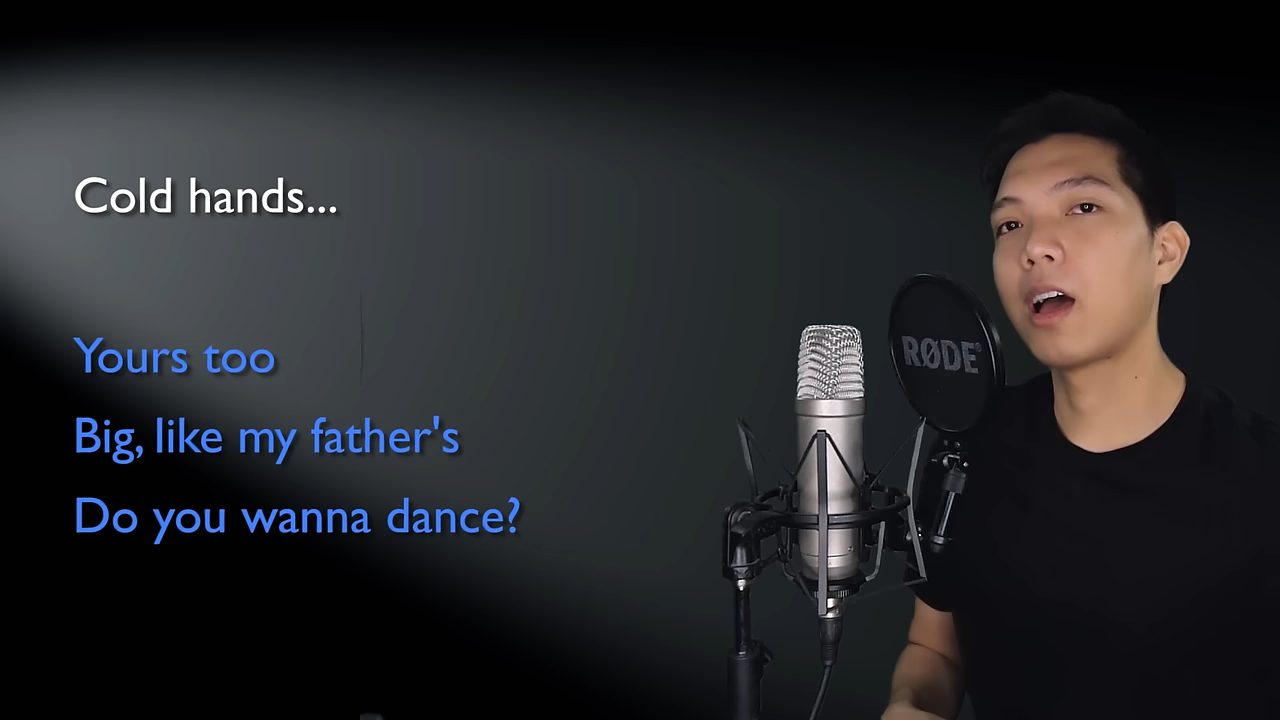 Cold hands...
Yours too
Big, like my father's
Do you wanna dance?
RØDE®